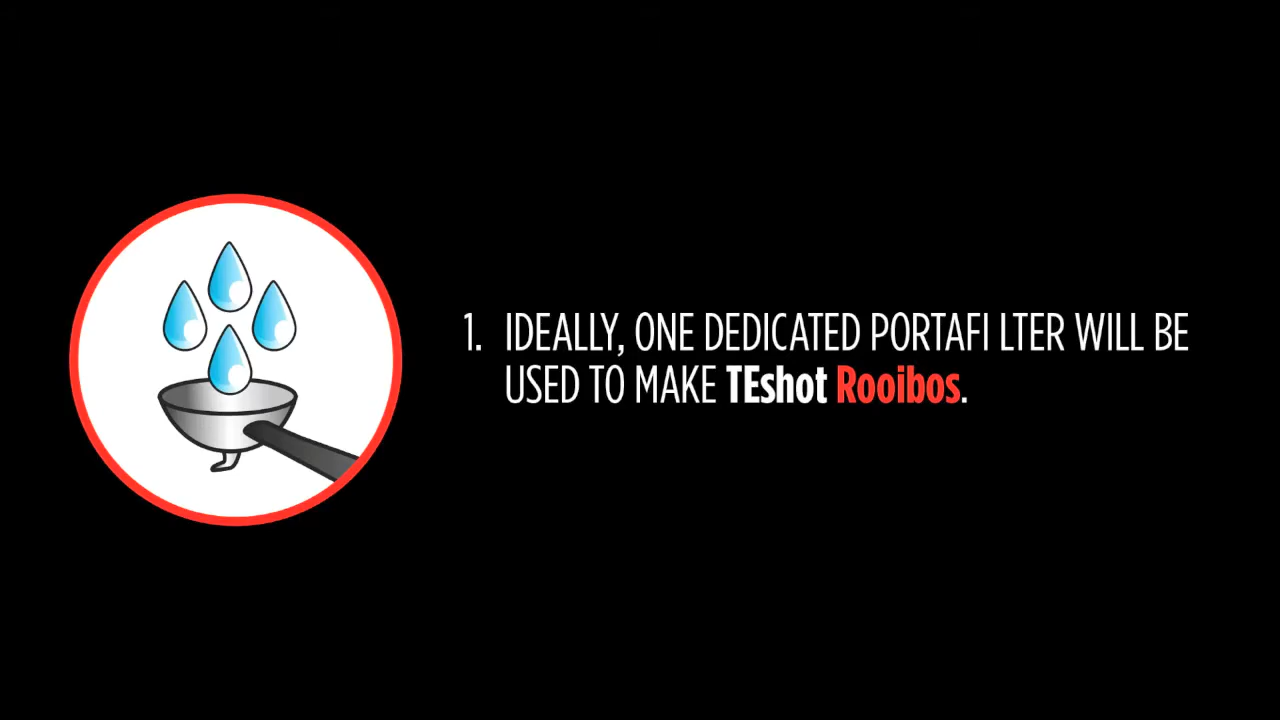 1. IDEALLY, ONE DEDICATED PORTAFI LTER WILL BE
USED TO MAKE TEshot Rooibos.